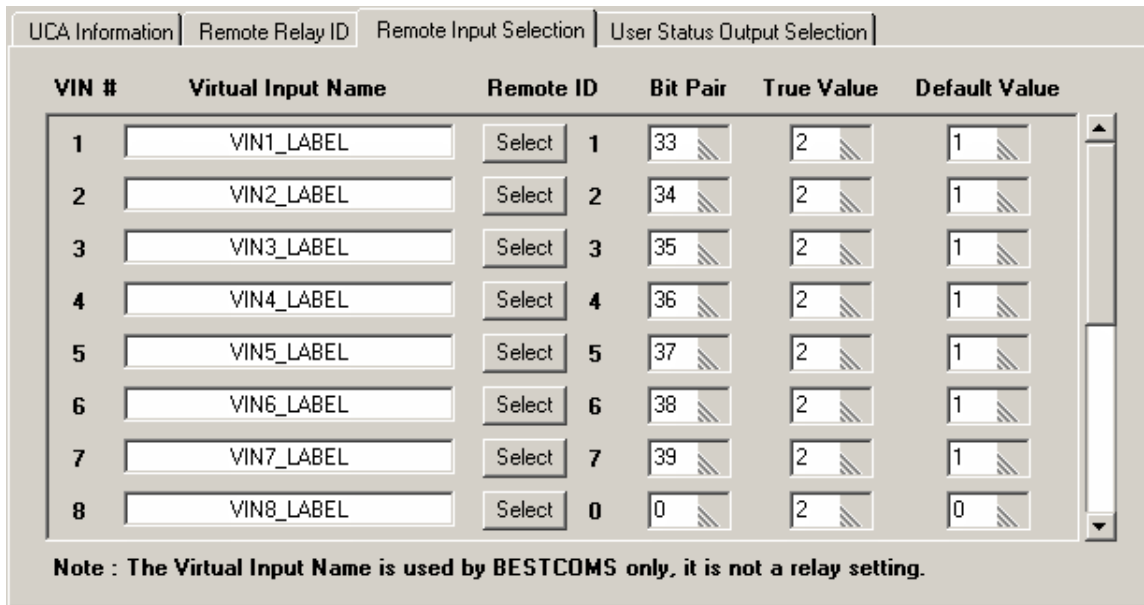 UCA Information Remote Relay ID Remote Input Selection User Status Output Selection
VIN # Virtual Input Name Remote ID Bit Pair True Value Default Value
1 VIN1_LABEL Select 1 33 2 1
2 VIN2_LABEL Select 2 34 2 1
3 VIN3_LABEL Select 3 35 2 1
4 VIN4_LABEL Select 4 36 2 1
5 VIN5_LABEL Select 5 37 2 1
6 VIN6_LABEL Select 6 38 2 1
7 VIN7_LABEL Select 7 39 2 1
8 VIN8_LABEL Select 0 0 2 0
Note : The Virtual Input Name is used by BESTCOMS only, it is not a relay setting.